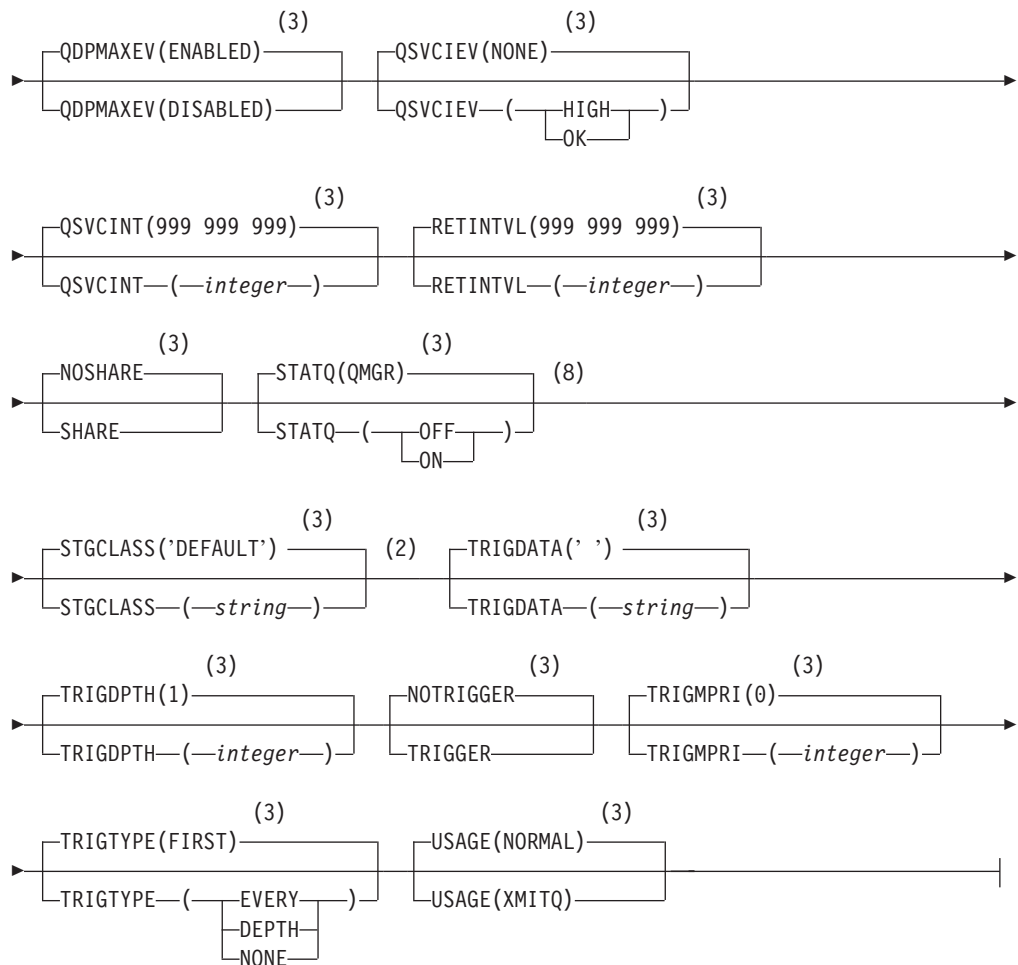 (3) (3)
QDPMAXEV(ENABLED) QSVCIEV(NONE)
QDPMAXEV(DISABLED) QSVCIEV ( HIGH )
OK
(3) (3)
QSVCINT(999 999 999) RETINTVL(999 999 999)
QSVCINT ( integer ) RETINTVL ( integer )
(3) (3)
NOSHARE STATQ(QMGR) (8)
SHARE STATQ ( OFF )
ON
(3) (3)
STGCLASS('DEFAULT') (2) TRIGDATA(' ')
STGCLASS ( string ) TRIGDATA ( string )
(3) (3) (3)
TRIGDPTH(1) NOTRIGGER TRIGMPRI(0)
TRIGDPTH ( integer ) TRIGGER TRIGMPRI ( integer )
(3) (3)
TRIGTYPE(FIRST) USAGE(NORMAL)
TRIGTYPE ( EVERY ) USAGE(XMITQ)
DEPTH
NONE